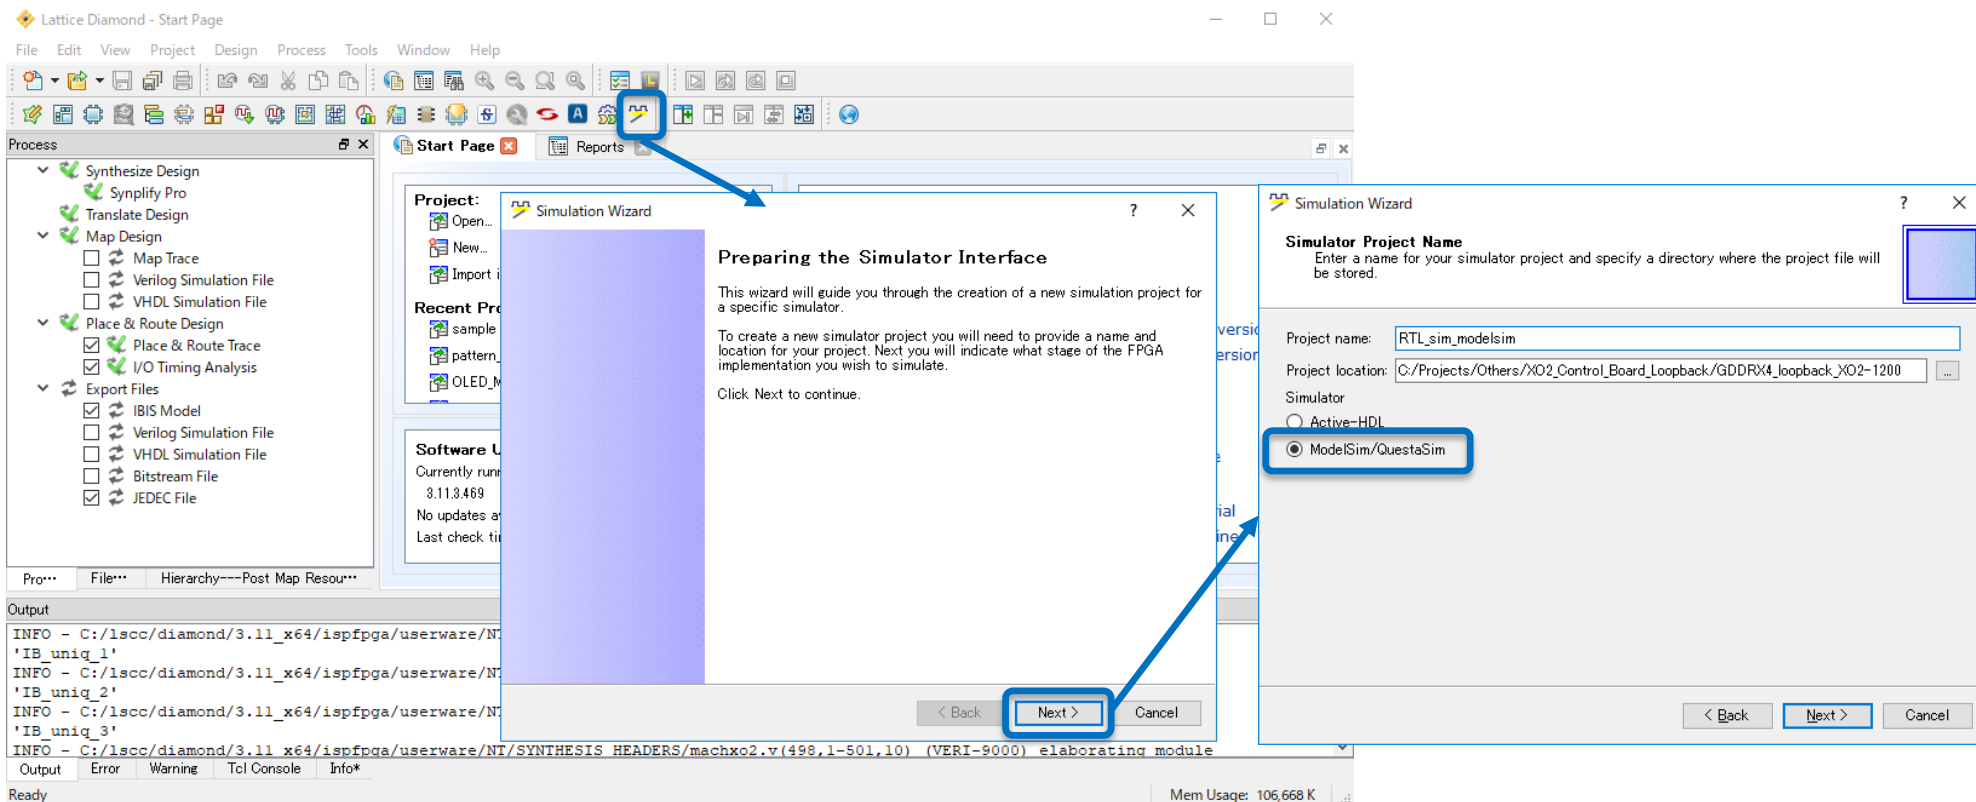 Lattice Diamond - Start Page
File Edit View Project Design Process Tools Window Help
Process
Synthesize Design
Synplify Pro
Translate Design
Map Design
Map Trace
Verilog Simulation File
VHDL Simulation File
Place & Route Design
Place & Route Trace
I/O Timing Analysis
Export Files
IBIS Model
Verilog Simulation File
VHDL Simulation File
Bitstream File
JEDEC File
Pro··· File··· Hierarchy---Post Map Resou···
Start Page Reports
Project:
Open...
New...
Import i
Recent Pro
sample
pattern_
OLED_M
Software U
Currently runn
3.11.3.469
No updates a
Last check ti
Simulation Wizard ?
Preparing the Simulator Interface
This wizard will guide you through the creation of a new simulation project for
a specific simulator.
To create a new simulator project you will need to provide a name and
location for your project. Next you will indicate what stage of the FPGA
implementation you wish to simulate.
Click Next to continue.
< Back Next > Cancel
Simulation Wizard ?
Simulator Project Name
Enter a name for your simulator project and specify a directory where the project file will
be stored.
Project name: RTL_sim_modelsim
Project location: C:/Projects/Others/XO2_Control_Board_Loopback/GDDRX4_loopback_XO2-1200 ...
Simulator
Active-HDL
ModelSim/QuestaSim
< Back Next > Cancel
Output
INFO - C:/lscc/diamond/3.11_x64/ispfpga/userware/NT
'IB_uniq_1'
INFO - C:/lscc/diamond/3.11_x64/ispfpga/userware/NT
'IB_uniq_2'
INFO - C:/lscc/diamond/3.11_x64/ispfpga/userware/NT
'IB_uniq_3'
INFO - C:/lscc/diamond/3.11_x64/ispfpga/userware/NT/SYNTHESIS_HEADERS/machxo2.v(498,1-501,10) (VERI-9000) elaborating module
Output Error Warning Tcl Console Info*
Ready
Mem Usage: 106,668 K